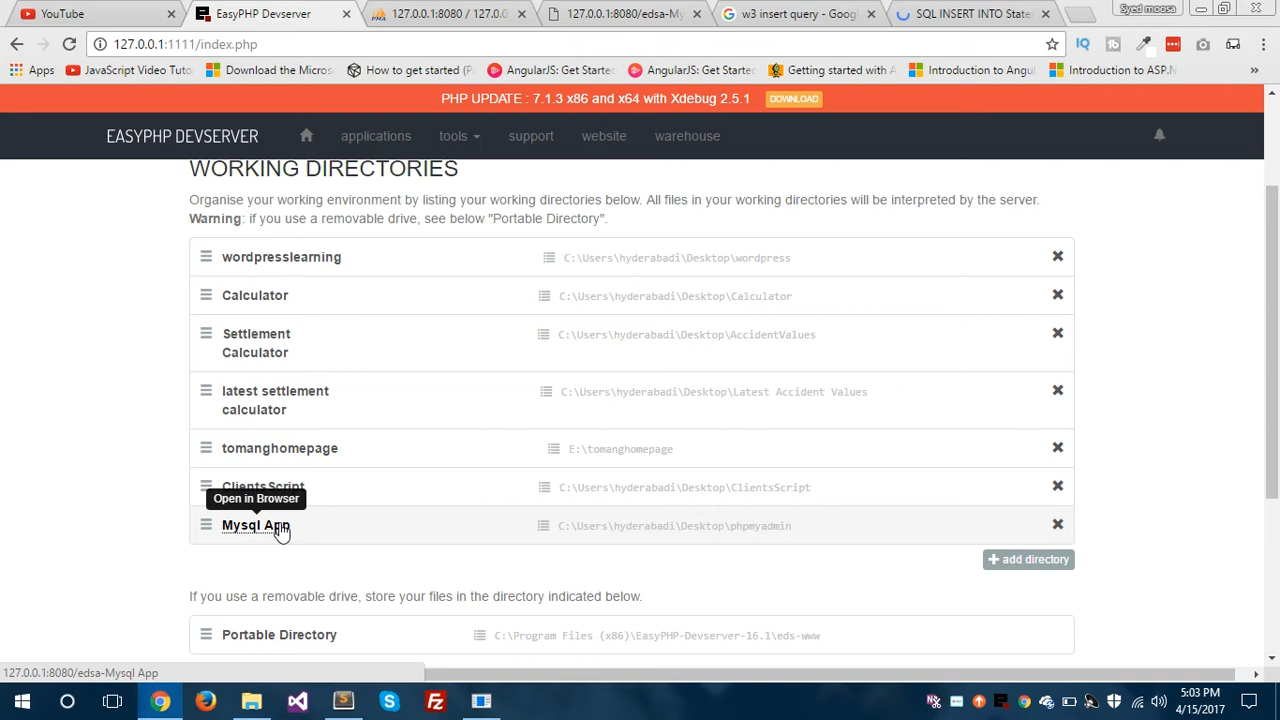 Syed moosa
YouTube
EasyPHP Devserver
127.0.0.1:8080 / 127.0.0
127.0.0.1:8080/edsa-M
w3 insert query - Goog
SQL INSERT INTO State
127.0.0.1:1111/index.php
Apps
JavaScript Video Tuto
Download the Micros
How to get started (P
AngularJS: Get Starte
AngularJS: Get Starte
Getting started with A
Introduction to Angu
Introduction to ASP.N
PHP UPDATE : 7.1.3 x86 and x64 with Xdebug 2.5.1 DOWNLOAD
EASYPHP DEVSERVER
applications
tools
support
website
warehouse
WORKING DIRECTORIES
Organise your working environment by listing your working directories below. All files in your working directories will be interpreted by the server.
Warning: if you use a removable drive, see below "Portable Directory".
wordpresslearning C:\Users\hyderabadi\Desktop\wordpress
Calculator C:\Users\hyderabadi\Desktop\Calculator
Settlement C:\Users\hyderabadi\Desktop\AccidentValues
Calculator
latest settlement C:\Users\hyderabadi\Desktop\Latest Accident Values
calculator
tomanghomepage E:\tomanghomepage
ClientsScript C:\Users\hyderabadi\Desktop\ClientsScript
Open in Browser
Mysql App C:\Users\hyderabadi\Desktop\phpmyadmin
add directory
If you use a removable drive, store your files in the directory indicated below.
Portable Directory C:\Program Files (x86)\EasyPHP-Devserver-16.1\eds-www
127.0.0.1:8080/edsa-Mysql App
5:03 PM
4/15/2017